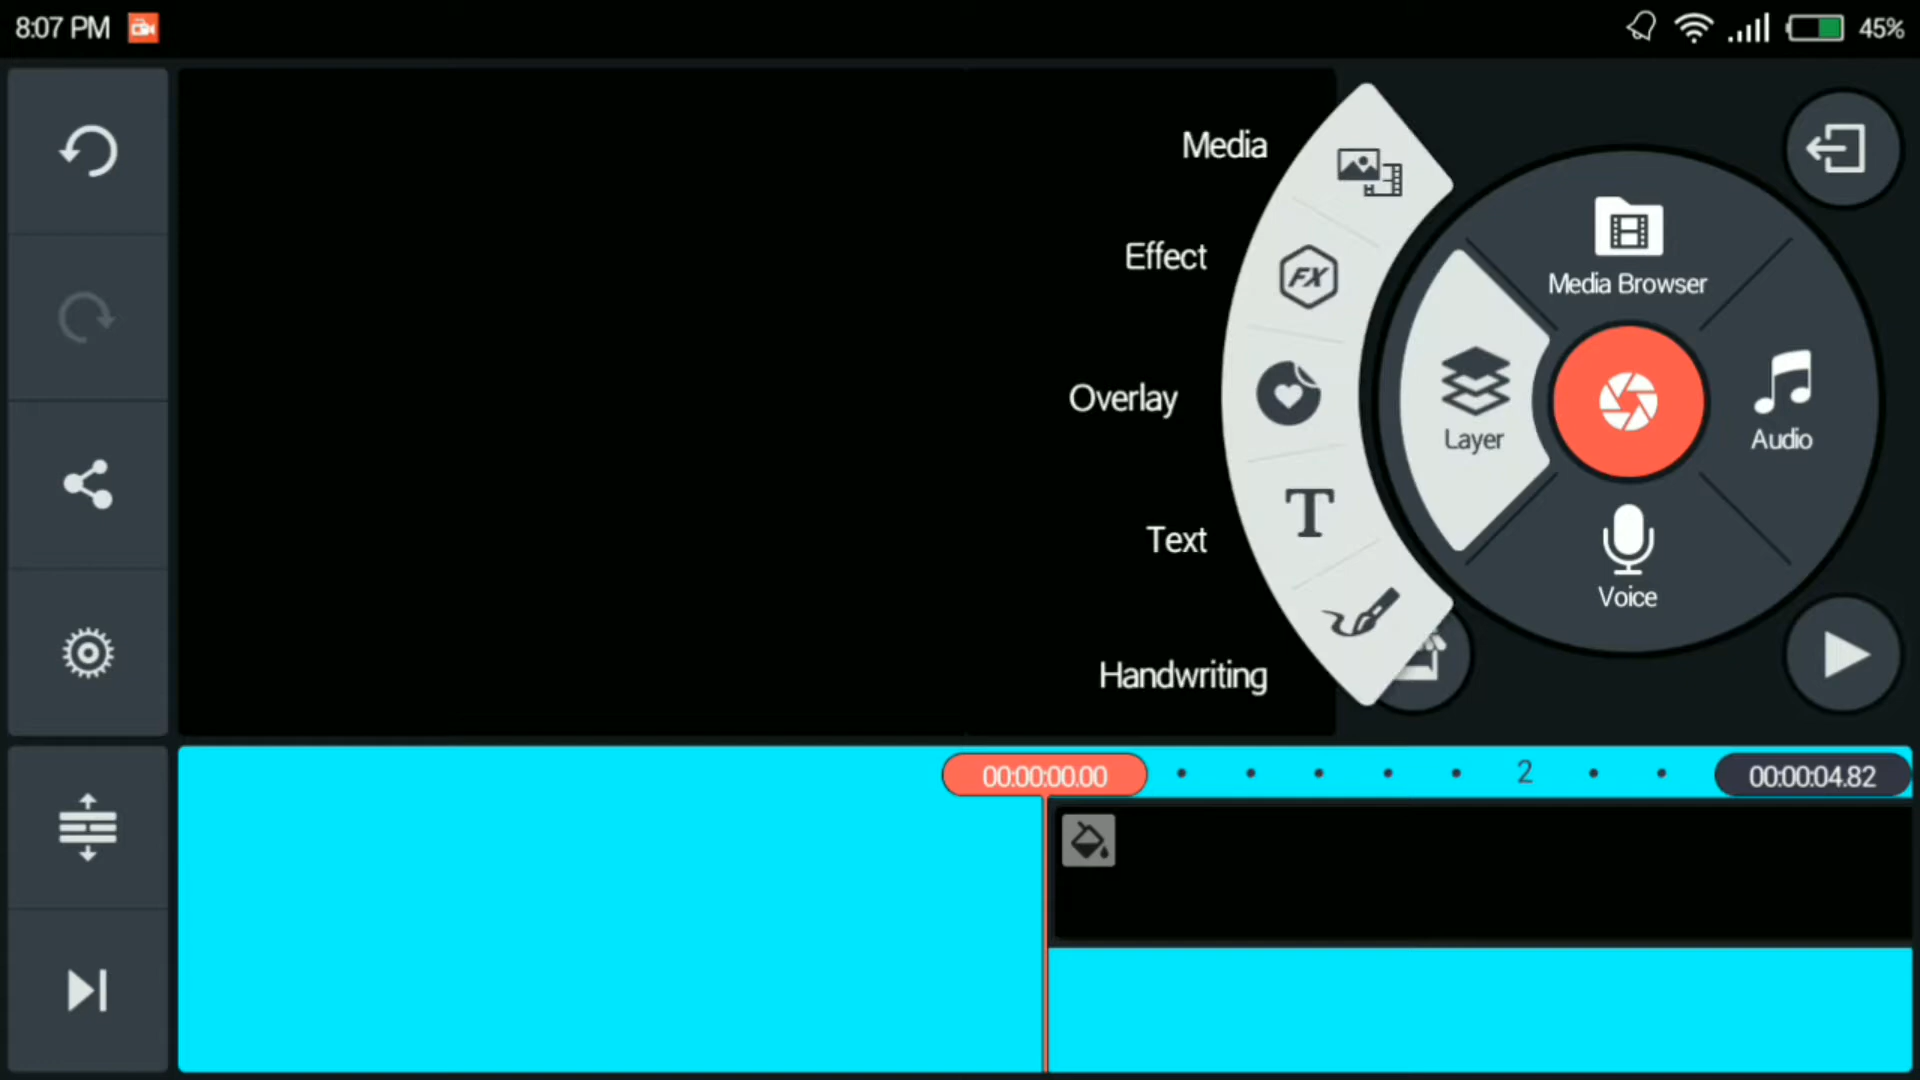 8:07 PM
45%
Media
Effect
Overlay
Text
Handwriting
FX
T
Media Browser
Layer
Audio
Voice
00:00:00.00
2
00:00:04.82